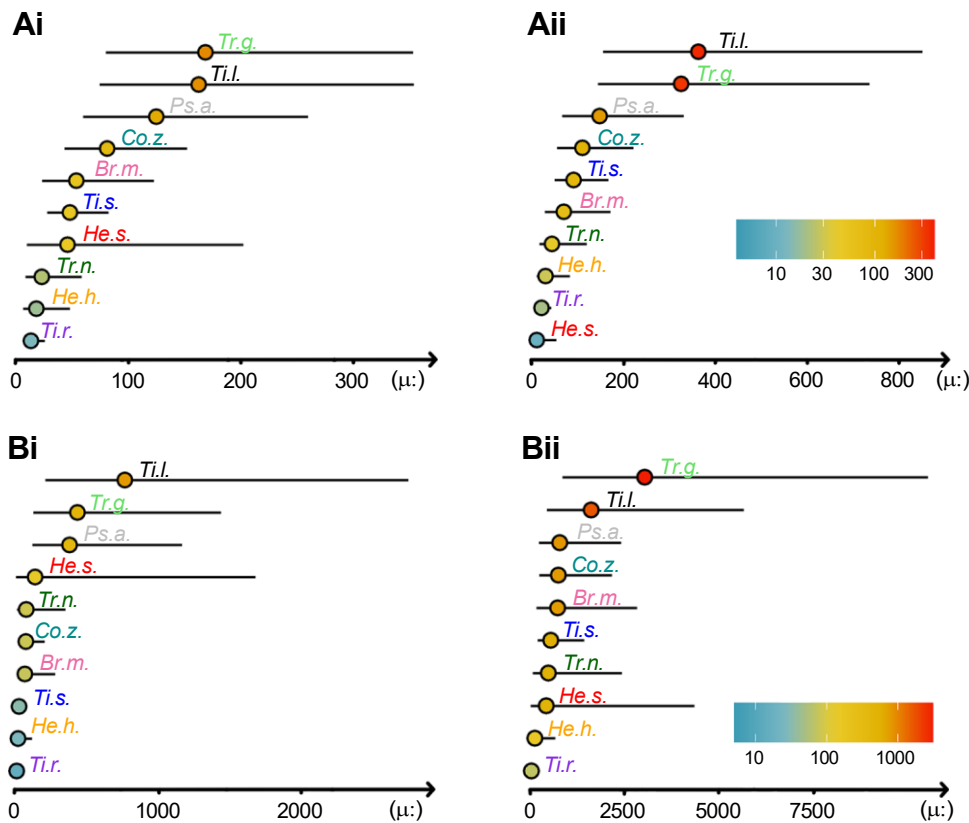 Ai
Tr.g.
Ti.l.
Ps.a.
Co.z.
Br.m.
Ti.s.
He.s.
Tr.n.
He.h.
Ti.r.
0 100 200 300 (μ:)
Aii
Ti.l.
Tr.g.
Ps.a.
Co.z.
Ti.s.
Br.m.
Tr.n.
He.h.
Ti.r.
He.s.
10 30 100 300
0 200 400 600 800 (μ:)
Bi
Ti.l.
Tr.g.
Ps.a.
He.s.
Tr.n.
Co.z.
Br.m.
Ti.s.
He.h.
Ti.r.
0 1000 2000 (μ:)
Bii
Tr.g.
Ti.l.
Ps.a.
Co.z.
Br.m.
Ti.s.
Tr.n.
He.s.
He.h.
Ti.r.
10 100 1000
0 2500 5000 7500 (μ:)